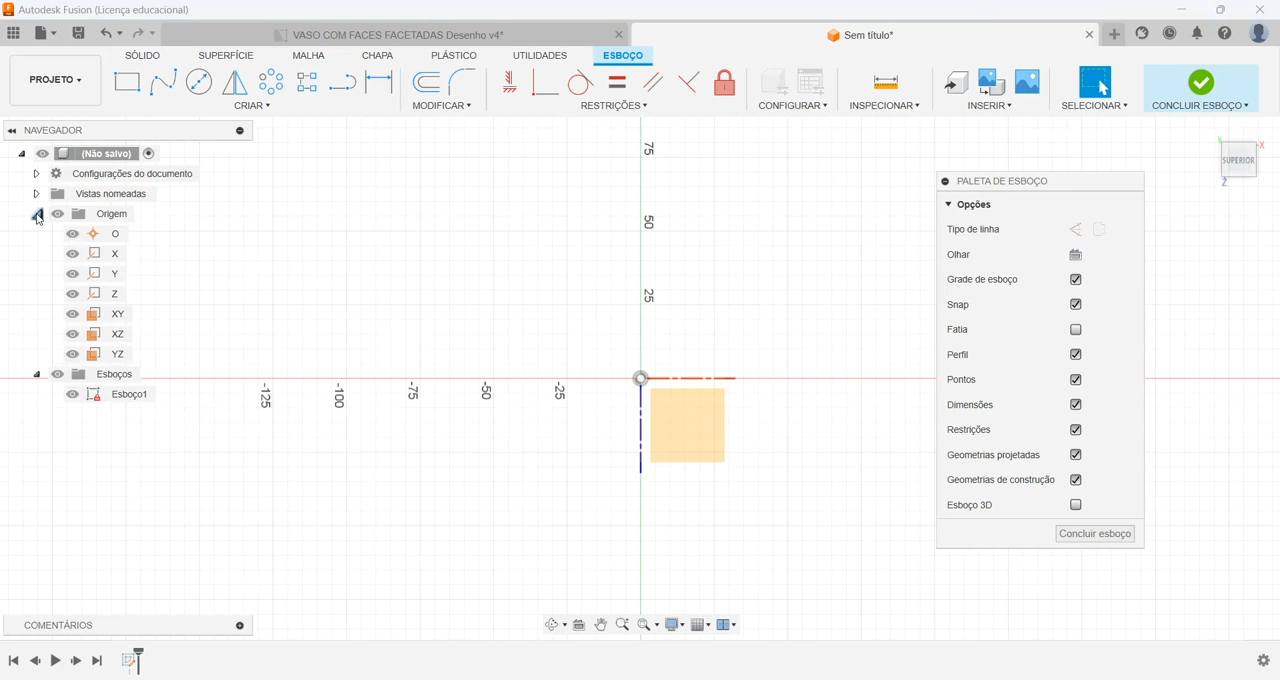 Autodesk Fusion (Licença educacional)
VASO COM FACES FACETADAS Desenho v4*
Sem título*
PROJETO
SÓLIDO
SUPERFÍCIE
MALHA
CHAPA
PLÁSTICO
UTILIDADES
ESBOÇO
CRIAR
MODIFICAR
RESTRIÇÕES
CONFIGURAR
INSPECIONAR
INSERIR
SELECIONAR
CONCLUIR ESBOÇO
NAVEGADOR
(Não salvo)
Configurações do documento
Vistas nomeadas
Origem
O
X
Y
Z
XY
XZ
YZ
Esboços
Esboço1
75
50
25
-125
-100
-75
-50
-25
SUPERIOR
Y
X
Z
PALETA DE ESBOÇO
Opções
Tipo de linha
Olhar
Grade de esboço
Snap
Fatia
Perfil
Pontos
Dimensões
Restrições
Geometrias projetadas
Geometrias de construção
Esboço 3D
Concluir esboço
COMENTÁRIOS